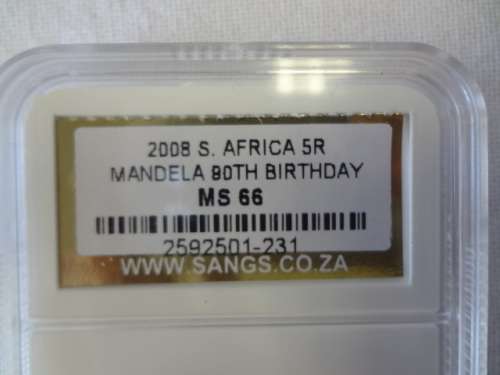 2008 S. AFRICA 5R
MANDELA 90TH BIRTHDAY
MS 66
2592501-231
WWW.SANGS.CO.ZA